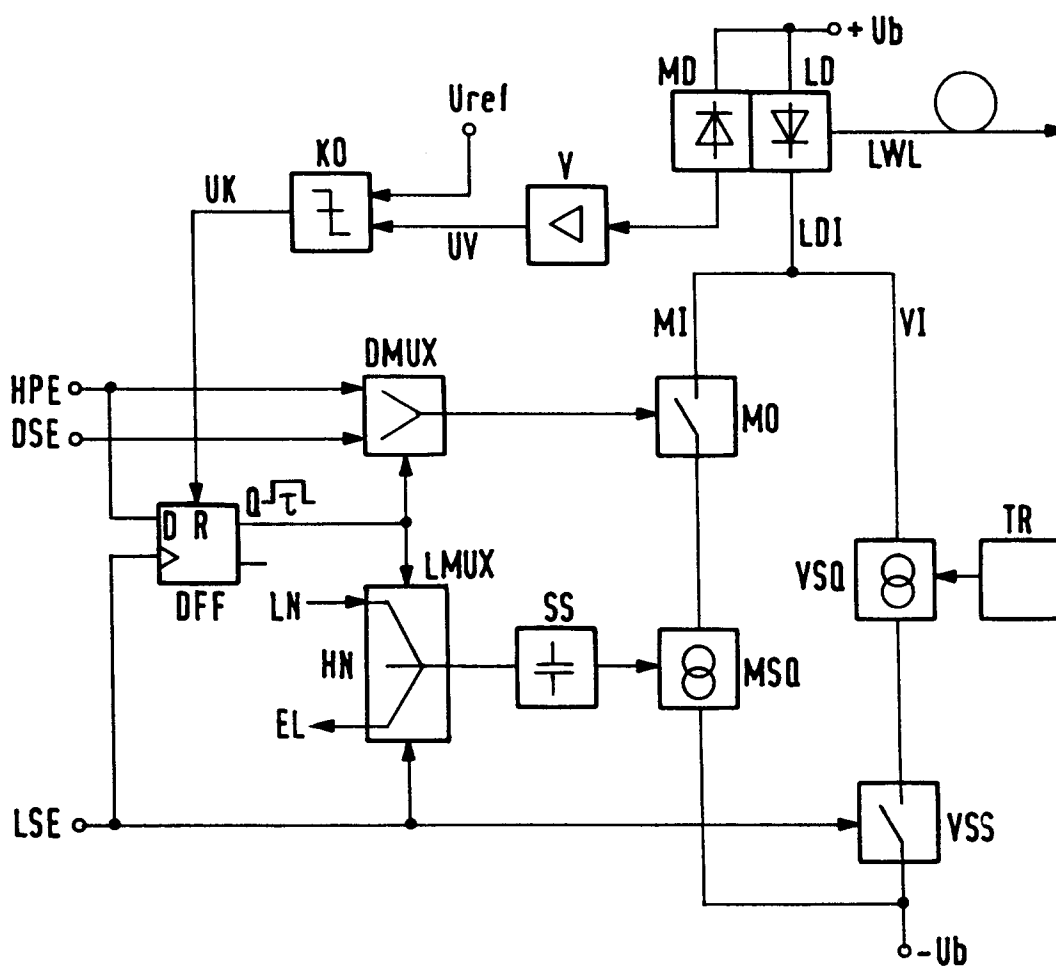 + Ub
MD
LD
Uref
KO
V
UK
LWL
UV
LDI
MI
VI
DMUX
HPE
MO
DSE
Q τ
D R
TR
LMUX
VSQ
DFF
LN
SS
HN
MSQ
EL
LSE
VSS
-Ub